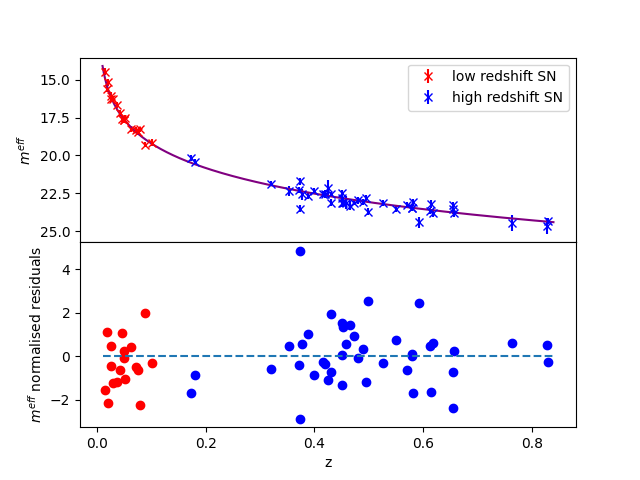 15.0
17.5
20.0
22.5
25.0
m^{eff}
low redshift SN
high redshift SN
4
2
0
−2
m^{eff} normalised residuals
0.0 0.2 0.4 0.6 0.8
z